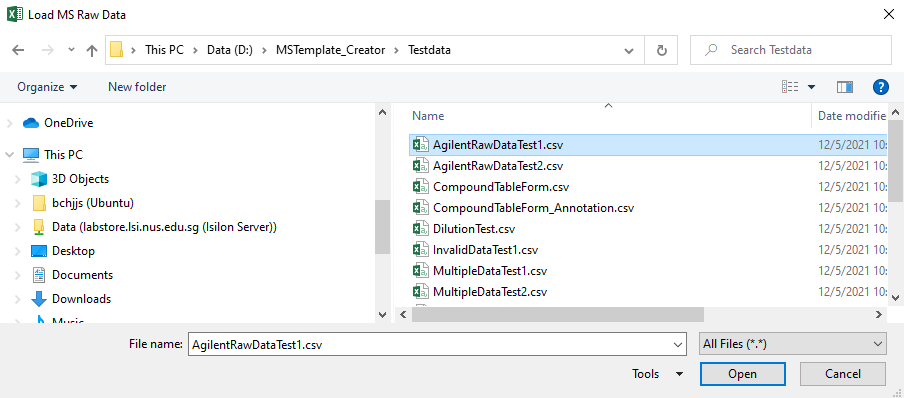 Load MS Raw Data
This PC > Data (D:) > MSTemplate_Creator > Testdata
Search Testdata
Organize
New folder
OneDrive
This PC
3D Objects
bchjjs (Ubuntu)
Data (labstore.lsi.nus.edu.sg (Isilon Server))
Desktop
Documents
Downloads
Music
Name Date modifie
AgilentRawDataTest1.csv 12/5/2021 10:
AgilentRawDataTest2.csv 12/5/2021 10:
CompoundTableForm.csv 12/5/2021 10:
CompoundTableForm_Annotation.csv 12/5/2021 10:
DilutionTest.csv 12/5/2021 10:
InvalidDataTest1.csv 12/5/2021 10:
MultipleDataTest1.csv 12/5/2021 10:
MultipleDataTest2.csv 12/5/2021 10:
File name: AgilentRawDataTest1.csv
All Files (*.*)
Tools
Open
Cancel